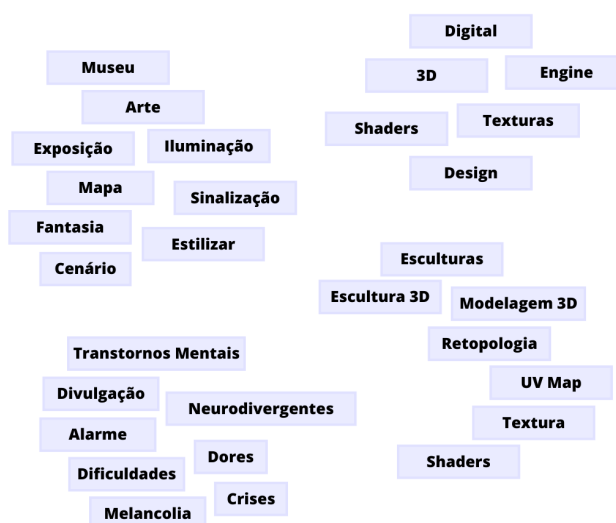 Museu
Arte
Exposição
Iluminação
Mapa
Sinalização
Fantasia
Estilizar
Cenário
Digital
3D
Engine
Shaders
Texturas
Design
Transtornos Mentais
Divulgação
Neurodivergentes
Alarme
Dores
Dificuldades
Crises
Melancolia
Esculturas
Escultura 3D
Modelagem 3D
Retopologia
UV Map
Textura
Shaders